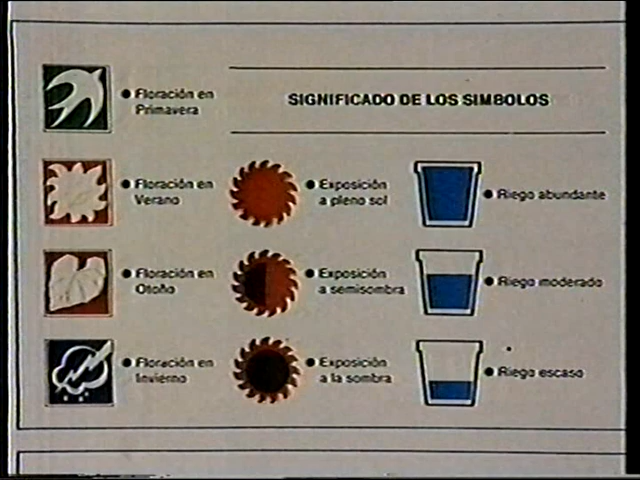 ● Floración en
Primavera
SIGNIFICADO DE LOS SIMBOLOS
● Floración en
Verano
● Exposición
a pleno sol
● Riego abundante
● Floración en
Otoño
● Exposición
a semisombra
● Riego moderado
● Floración en
Invierno
● Exposición
a la sombra
● Riego escaso